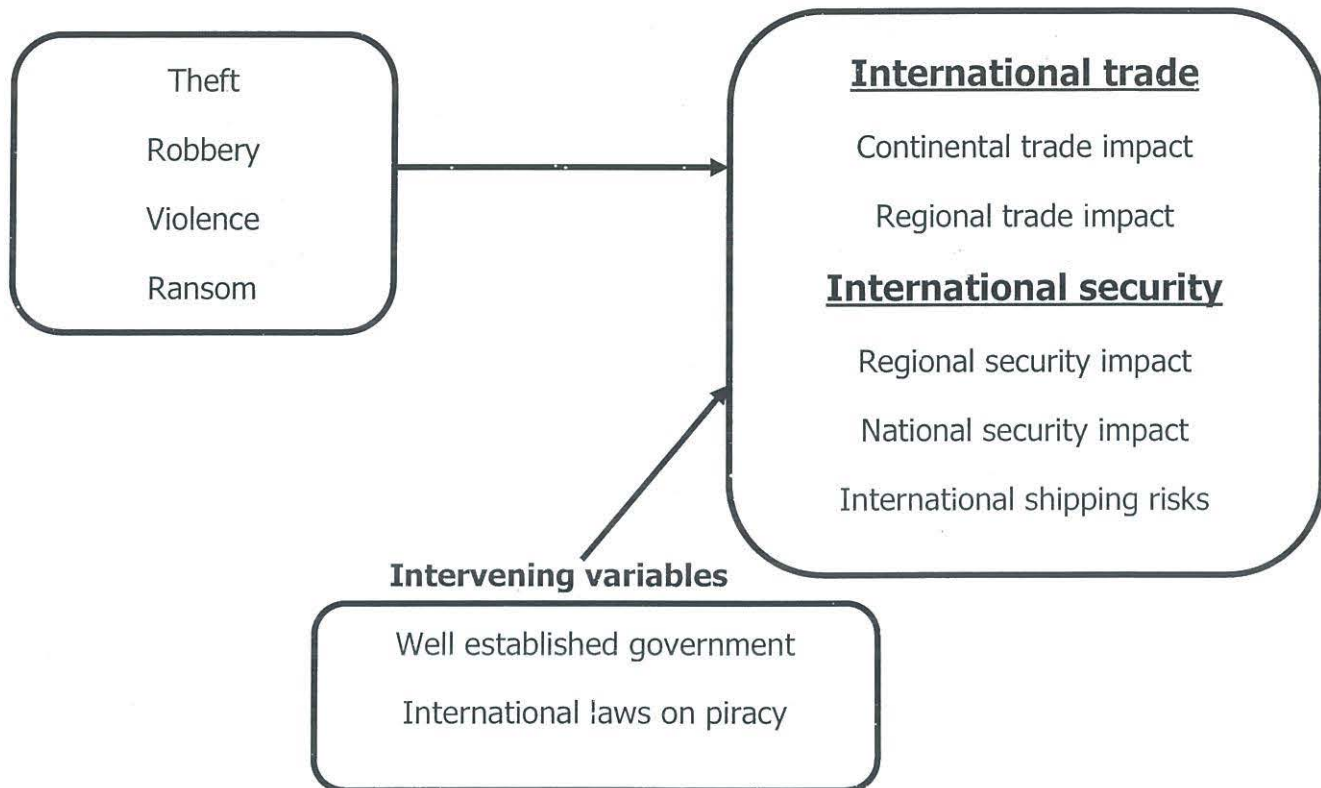 Theft
Robbery
Violence
Ransom
International trade
Continental trade impact
Regional trade impact
International security
Regional security impact
National security impact
International shipping risks
Intervening variables
Well established government
International laws on piracy